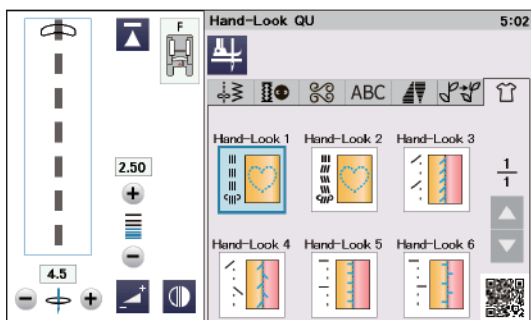 F
2.50
4.5
Hand-Look QU
5:02
ABC
Hand-Look 1
Hand-Look 2
Hand-Look 3
1
1
Hand-Look 4
Hand-Look 5
Hand-Look 6